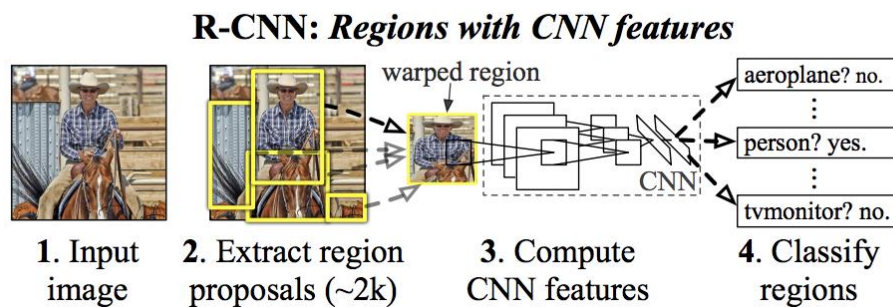 R-CNN: Regions with CNN features
warped region
aeroplane? no.
⋮
person? yes.
⋮
tvmonitor? no.
CNN
1. Input
image
2. Extract region
proposals (~2k)
3. Compute
CNN features
4. Classify
regions